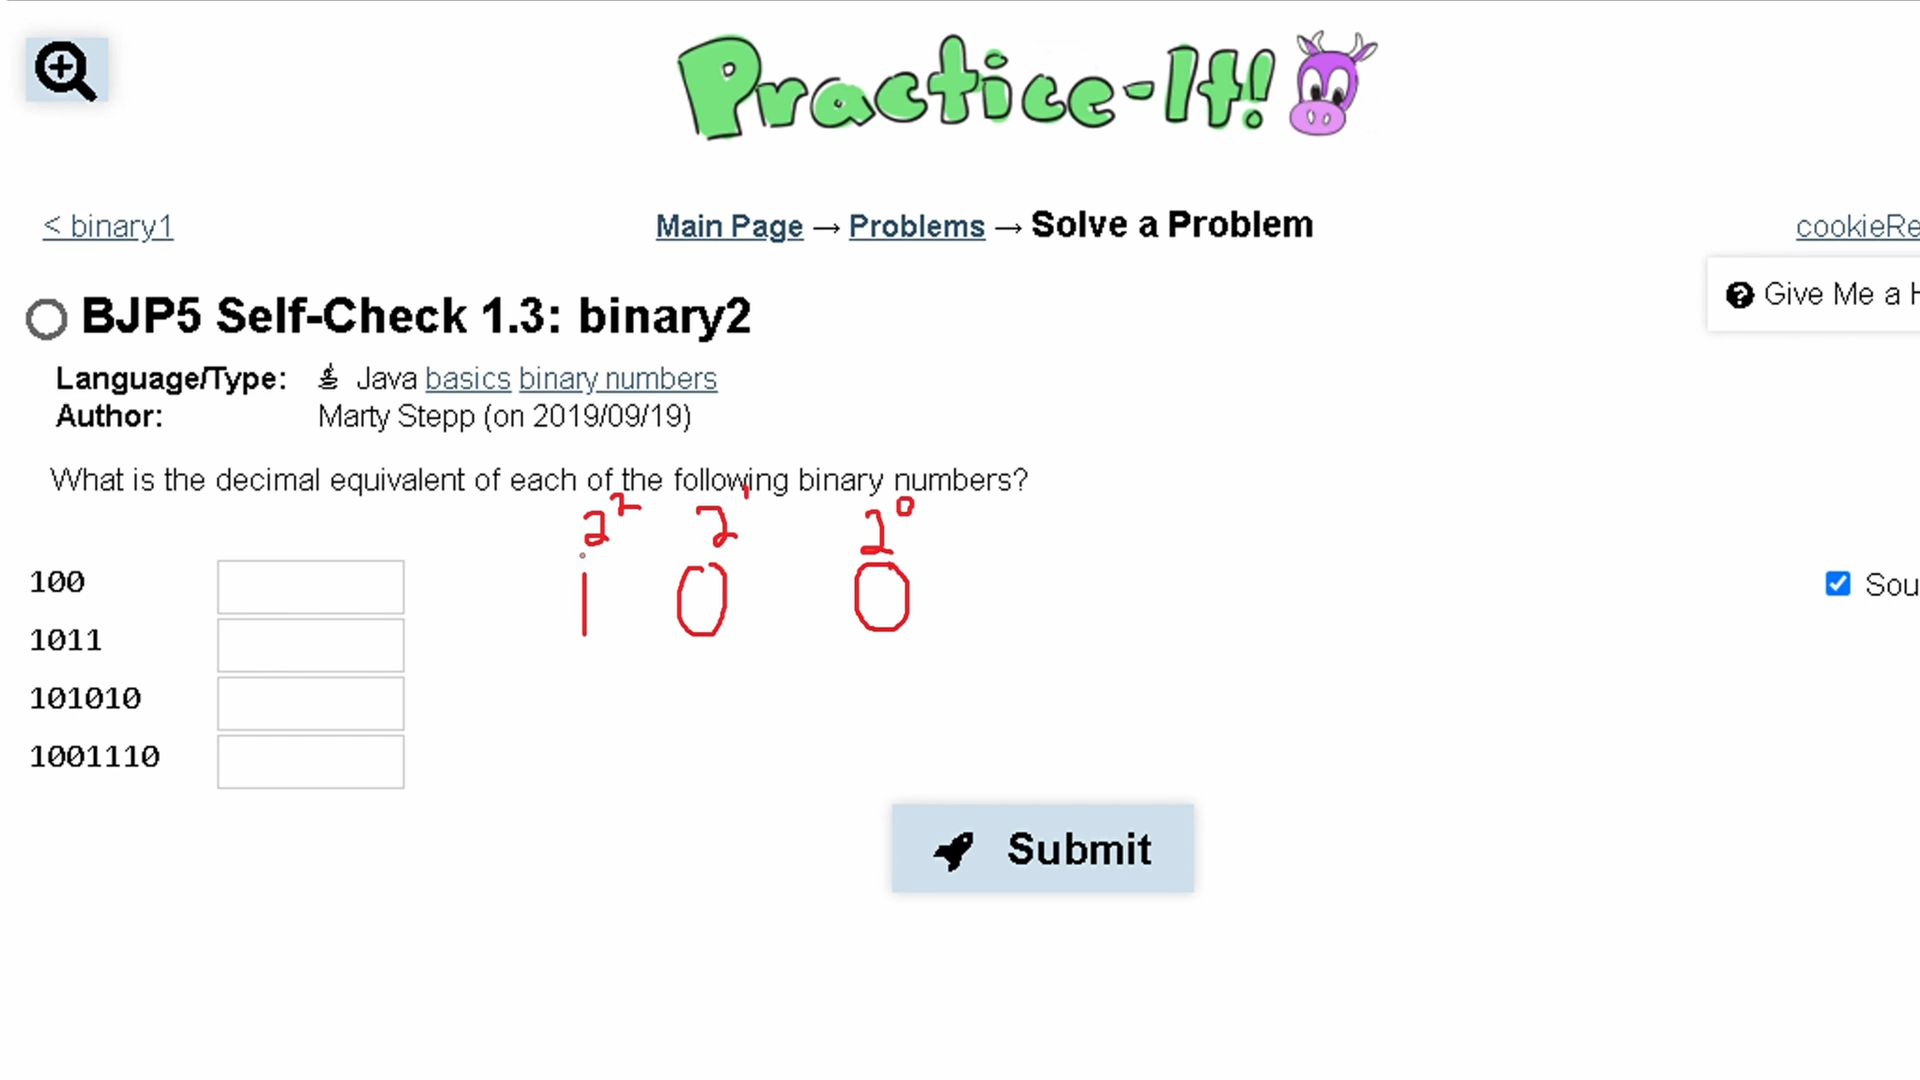 Practice-It!
< binary1
Main Page → Problems → Solve a Problem
cookieRe
Give Me a H
BJP5 Self-Check 1.3: binary2
Language/Type: Java basics binary numbers
Author: Marty Stepp (on 2019/09/19)
What is the decimal equivalent of each of the following binary numbers?
2² 2¹ 2⁰
100
1 0 0
Sou
1011
101010
1001110
Submit